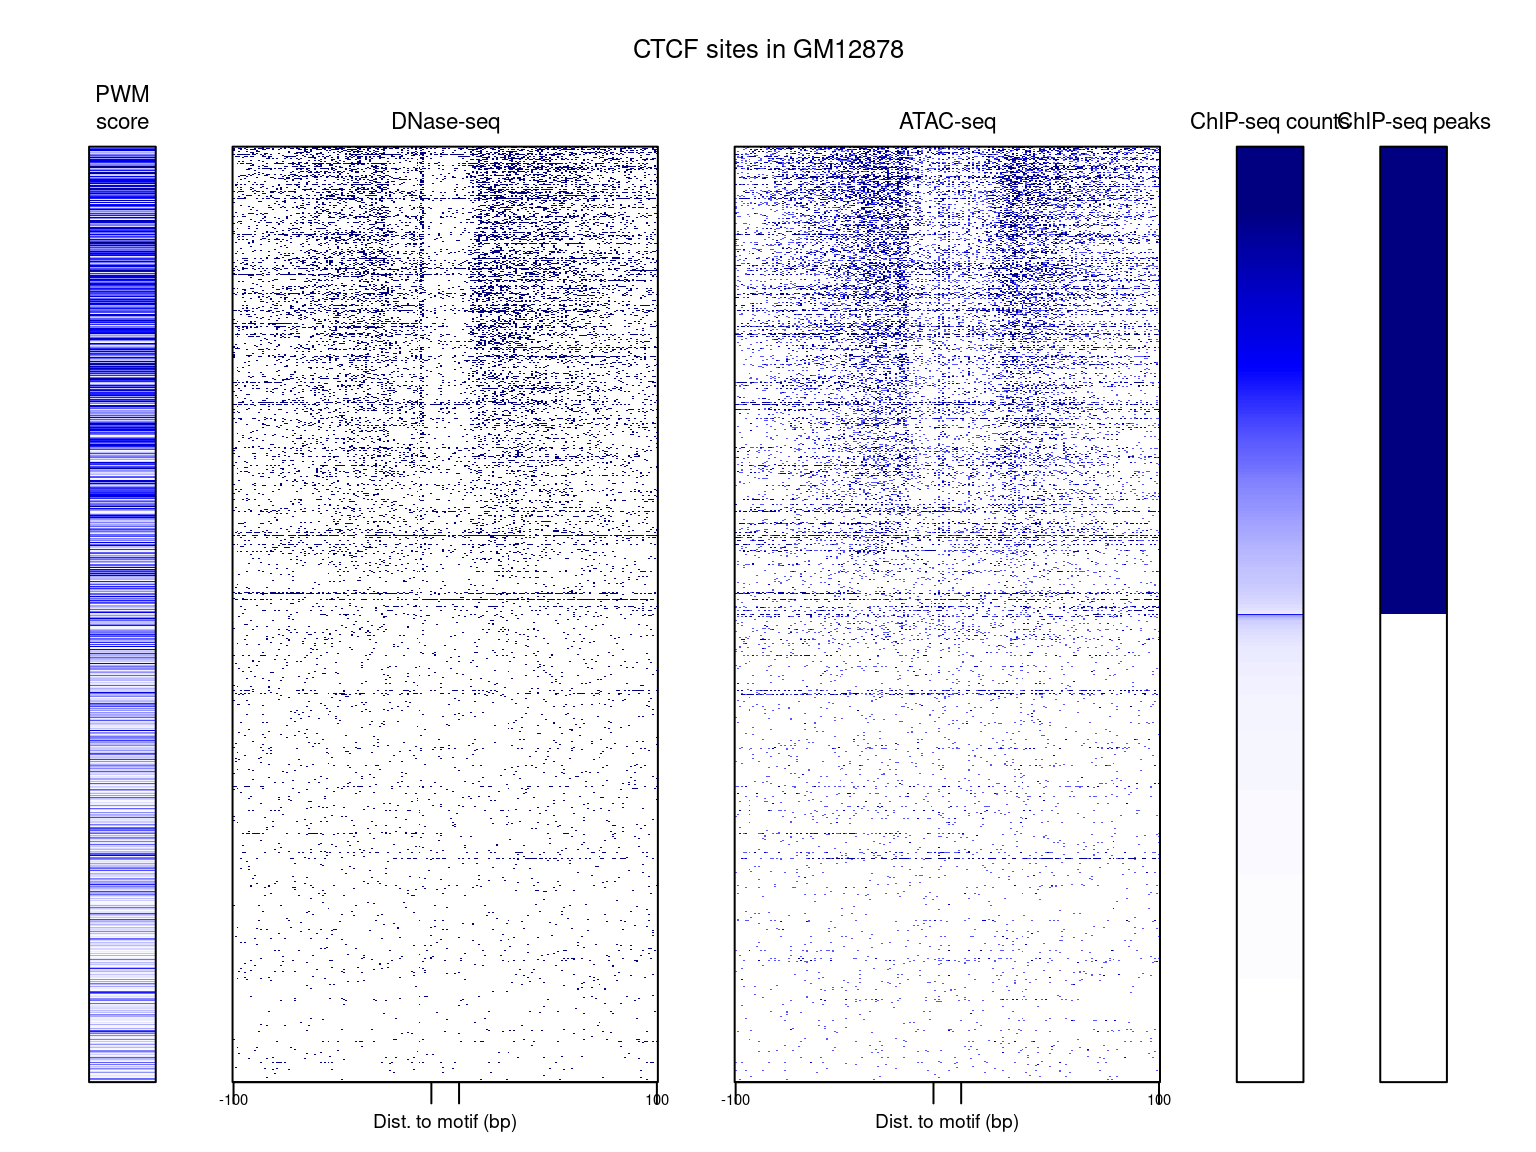 CTCF sites in GM12878
PWM
score
DNase-seq
ATAC-seq
ChIP-seq counts
ChIP-seq peaks
-100
100
-100
100
Dist. to motif (bp)
Dist. to motif (bp)